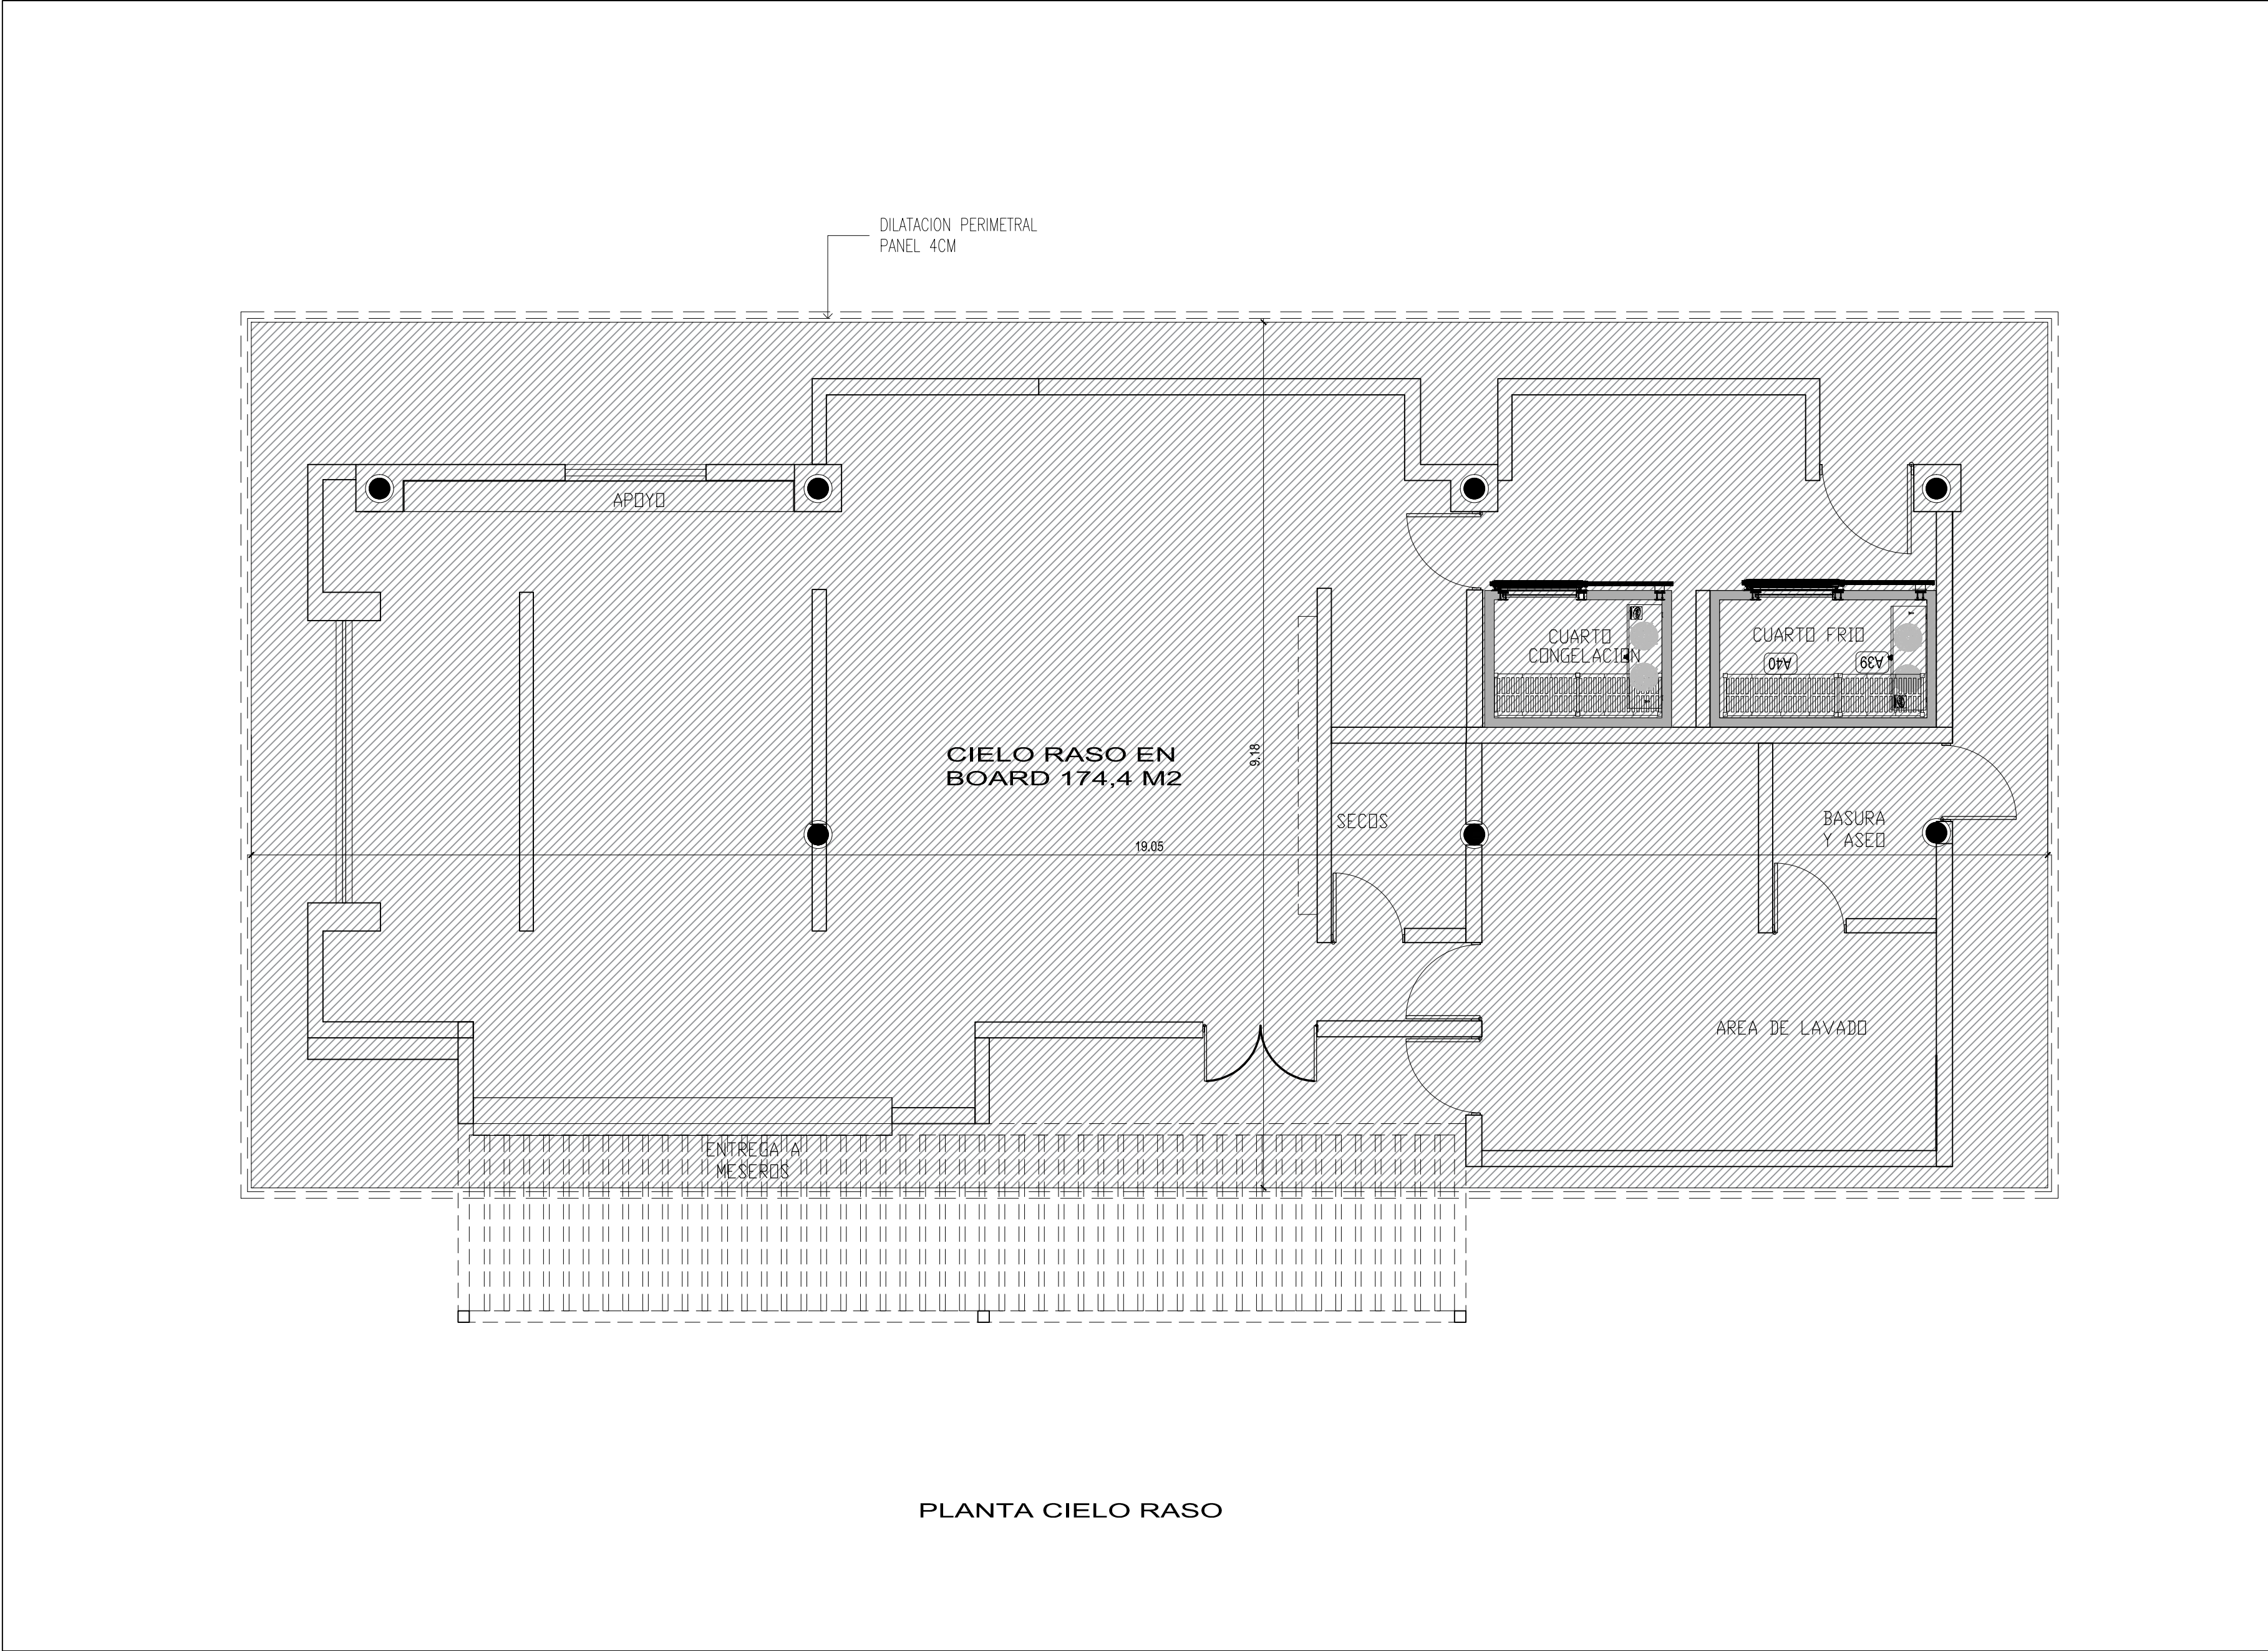 DILATACION PERIMETRAL
PANEL 4CM
APOYO
CUARTO
CONGELACION
CUARTO FRIO
A40
A39
CIELO RASO EN
BOARD 174,4 M2
9.18
19.05
SECOS
BASURA
Y ASEO
AREA DE LAVADO
ENTREGA A
MESEROS
PLANTA CIELO RASO